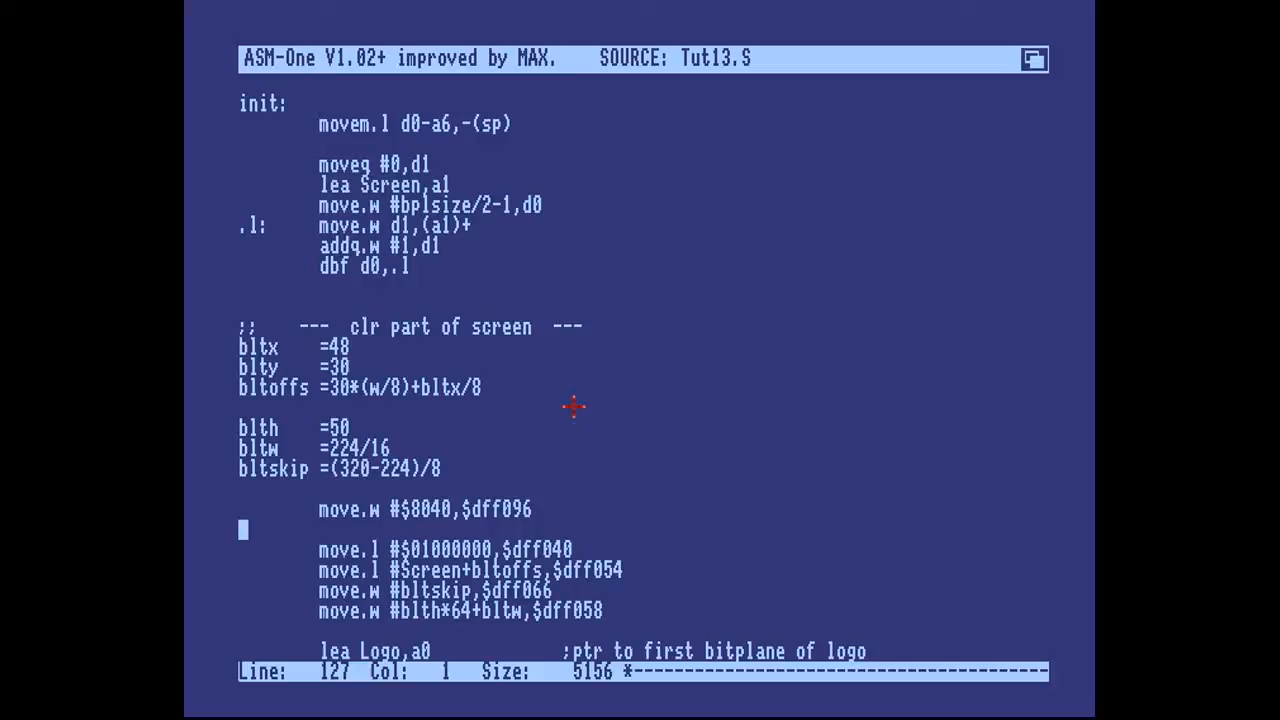 ASM-One V1.02+ improved by MAX.    SOURCE: Tut13.S
init:
movem.l d0-a6,-(sp)
moveq #0,d1
lea Screen,a1
move.w #bplsize/2-1,d0
.l:     move.w d1,(a1)+
addq.w #1,d1
dbf d0,.l
;;    ---  clr part of screen  ---
bltx    =48
blty    =30
bltoffs =30*(w/8)+bltx/8
blth    =50
bltw    =224/16
bltskip =(320-224)/8
move.w #$8040,$dff096
move.l #$01000000,$dff040
move.l #Screen+bltoffs,$dff054
move.w #bltskip,$dff066
move.w #blth*64+bltw,$dff058
lea Logo,a0             ;ptr to first bitplane of logo
Line:   127 Col:   1   Size:    5156 *-----------------------------------------